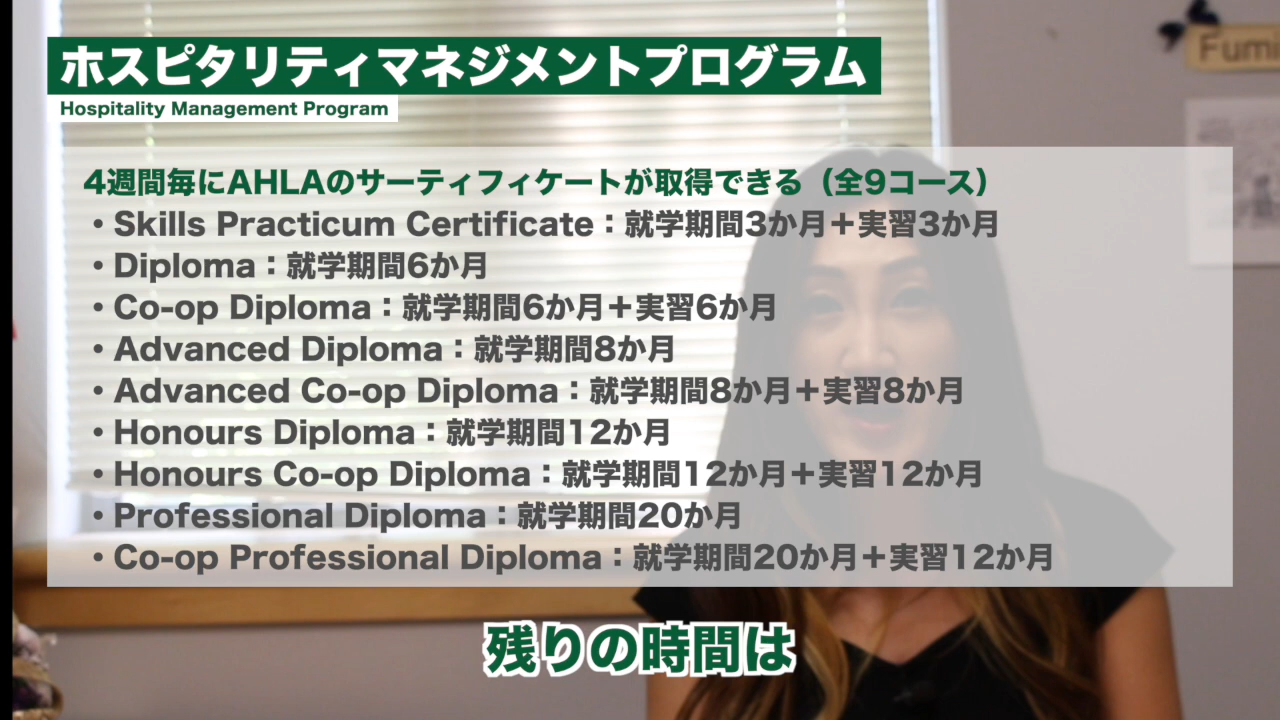 ホスピタリティマネジメントプログラム
Hospitality Management Program
Fumi
4週間毎にAHLAのサーティフィケートが取得できる（全9コース）
・Skills Practicum Certificate：就学期間3か月＋実習3か月
・Diploma：就学期間6か月
・Co-op Diploma：就学期間6か月＋実習6か月
・Advanced Diploma：就学期間8か月
・Advanced Co-op Diploma：就学期間8か月＋実習8か月
・Honours Diploma：就学期間12か月
・Honours Co-op Diploma：就学期間12か月＋実習12か月
・Professional Diploma：就学期間20か月
・Co-op Professional Diploma：就学期間20か月＋実習12か月
残りの時間は